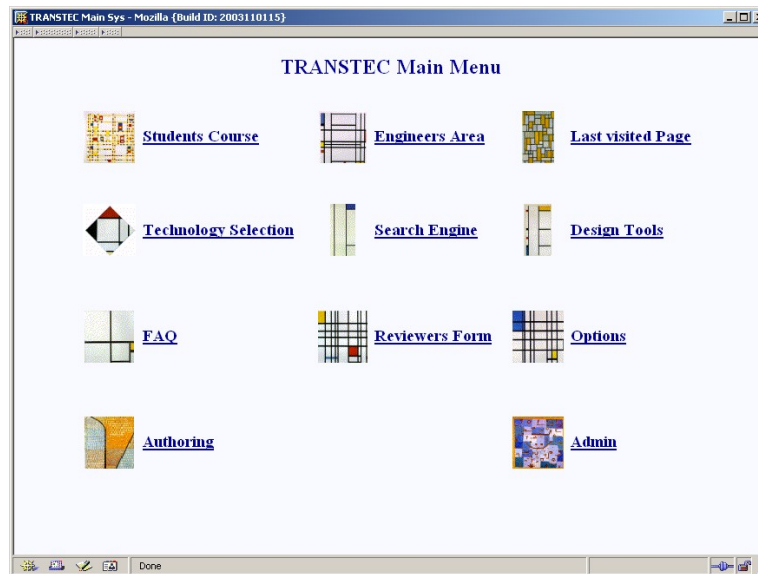 TRANSTEC Main Sys - Mozilla {Build ID: 2003110115}
TRANSTEC Main Menu
Students Course
Engineers Area
Last visited Page
Technology Selection
Search Engine
Design Tools
FAQ
Reviewers Form
Options
Authoring
Admin
Done